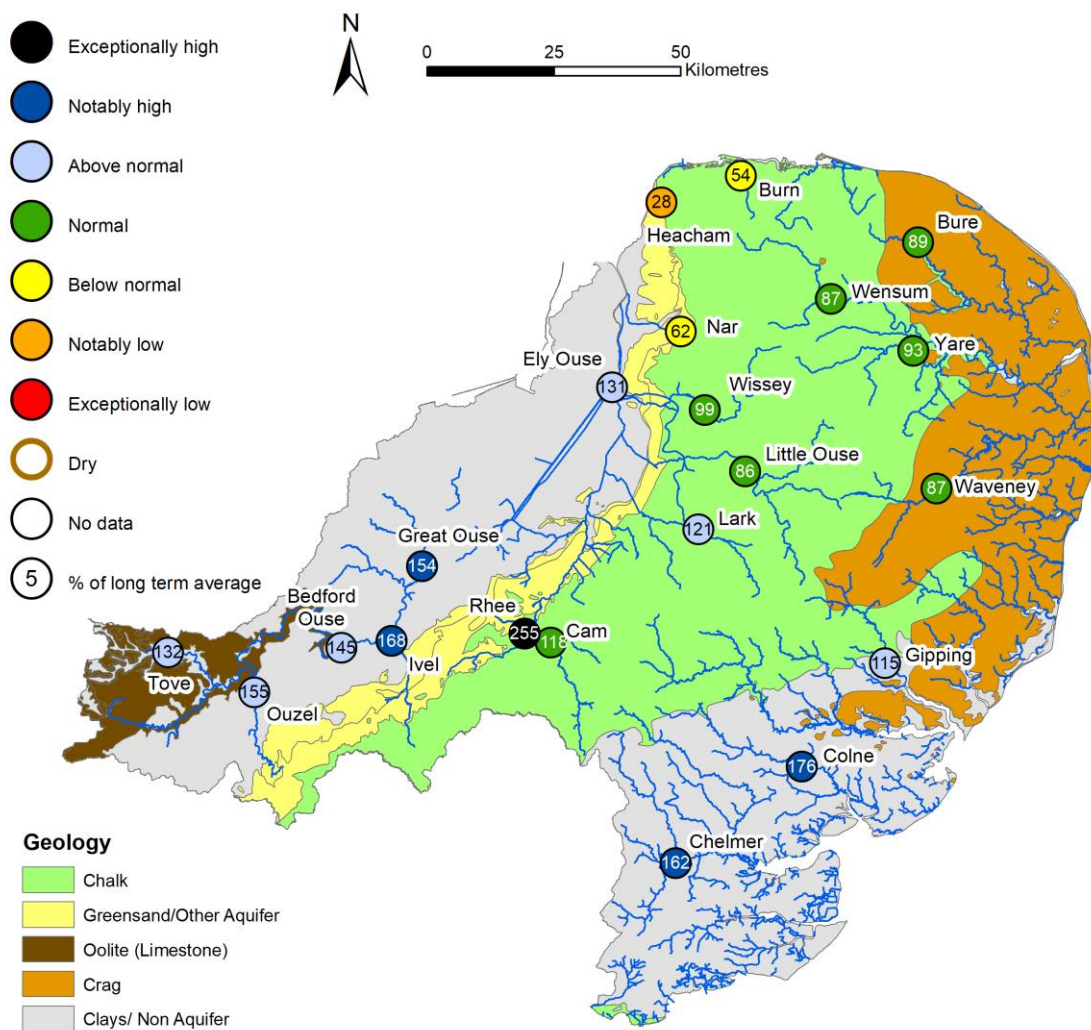 N
0 25 50
Kilometres
Exceptionally high
Notably high
Above normal
Normal
Below normal
Notably low
Exceptionally low
Dry
No data
5 % of long term average
54
Burn
28
Heacham
89
Bure
87
Wensum
62
Nar
93
Yare
Ely Ouse
131
Wissey
99
Little Ouse
86
87
Waveney
Lark
121
Great Ouse
154
Bedford
Ouse
145
168
Ivel
Rhee
255
118
Cam
132
Tove
155
Ouzel
Gipping
115
Colne
176
Chelmer
162
Geology
Chalk
Greensand/Other Aquifer
Oolite (Limestone)
Crag
Clays/ Non Aquifer